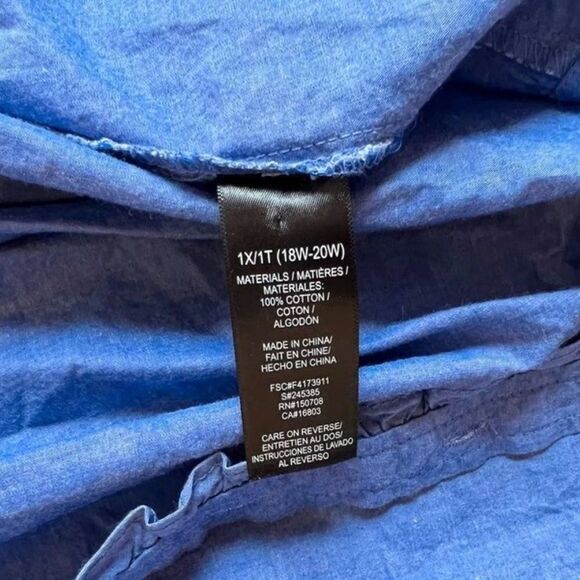 1X/1T (18W-20W)
MATERIALS / MATIÈRES /
MATERIALES:
100% COTTON/
COTON /
ALGODÓN
MADE IN CHINA/
FAIT EN CHINE/
HECHO EN CHINA
FSC#F4173911
S#245385
RN#150708
CA#16803
CARE ON REVERSE/
ENTRETIEN AU DOS/
INSTRUCCIONES DE LAVADO
AL REVERSO